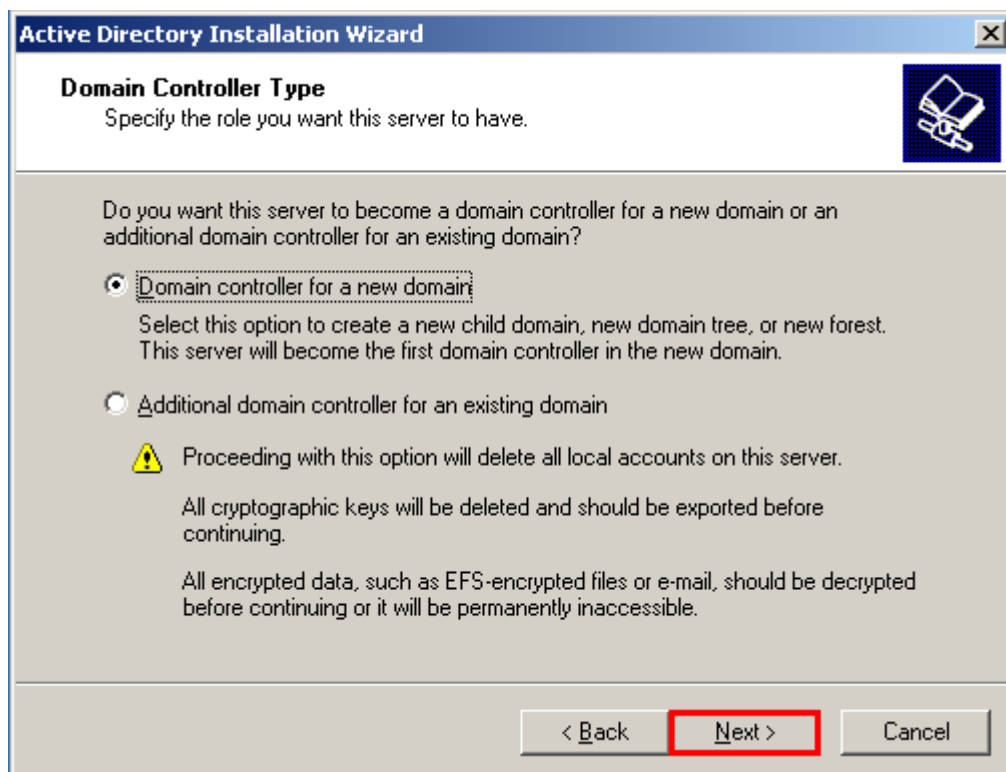 Active Directory Installation Wizard
Domain Controller Type
Specify the role you want this server to have.
Do you want this server to become a domain controller for a new domain or an
additional domain controller for an existing domain?
Domain controller for a new domain
Select this option to create a new child domain, new domain tree, or new forest.
This server will become the first domain controller in the new domain.
Additional domain controller for an existing domain
Proceeding with this option will delete all local accounts on this server.
All cryptographic keys will be deleted and should be exported before
continuing.
All encrypted data, such as EFS-encrypted files or e-mail, should be decrypted
before continuing or it will be permanently inaccessible.
< Back Next > Cancel